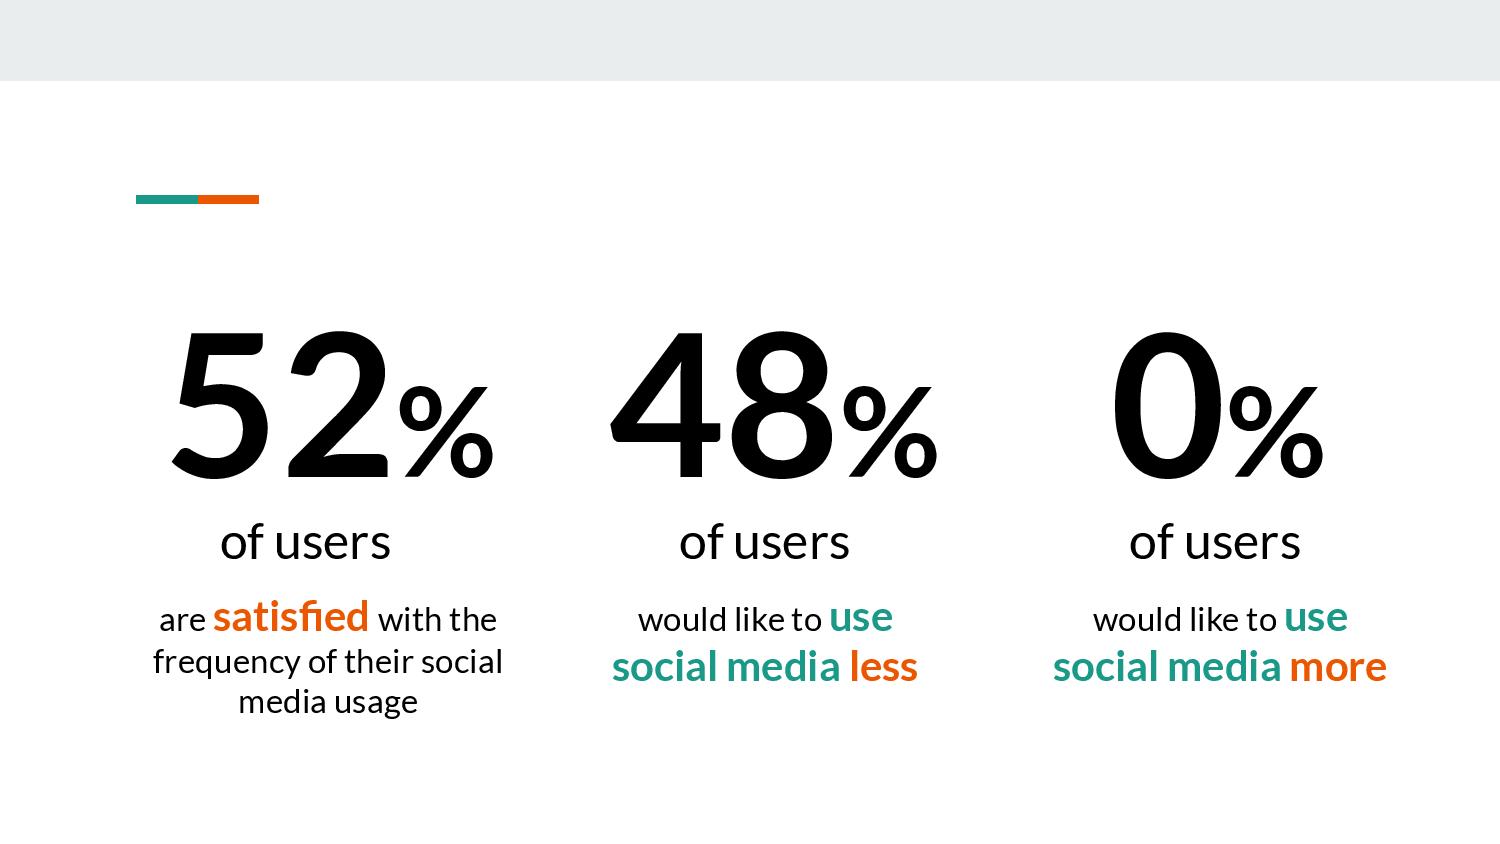 52%
of users
are satisfied with the
frequency of their social
media usage
48%
of users
would like to use
social media less
0%
of users
would like to use
social media more